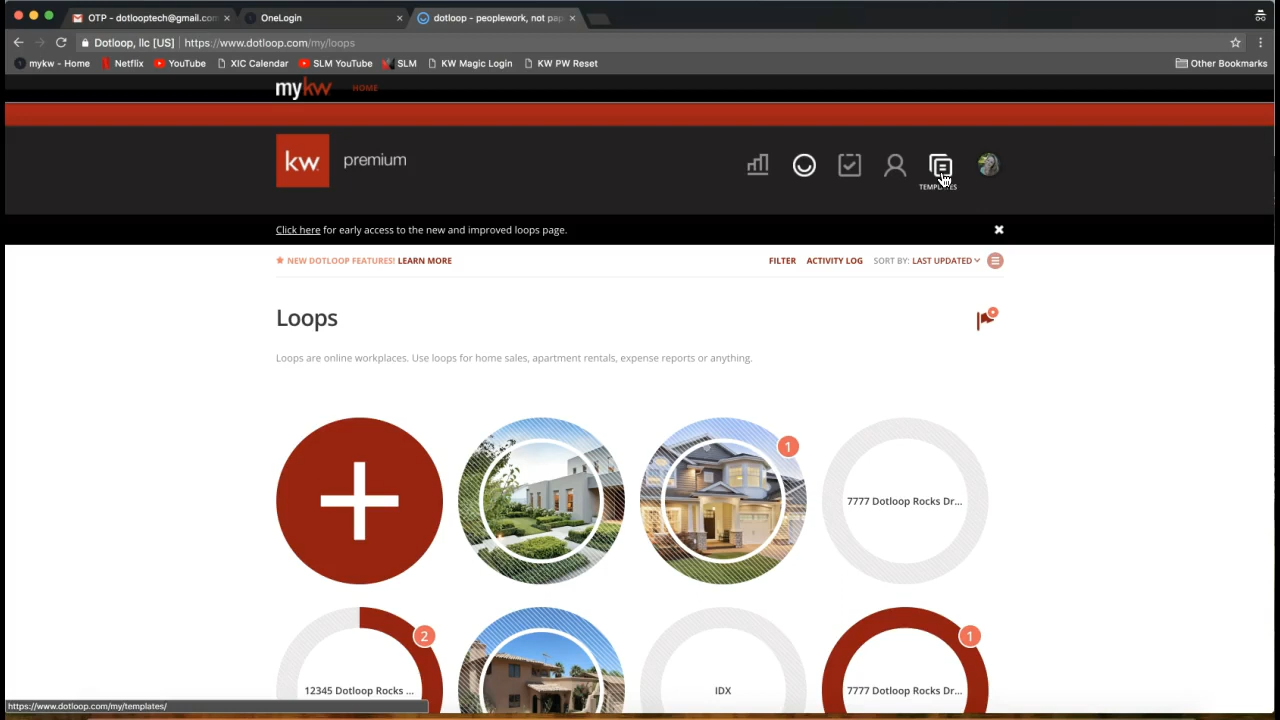 OTP - dotlooptech@gmail.con
OneLogin
dotloop - peoplework, not pap
Dotloop, llc [US]
https://www.dotloop.com/my/loops
mykw - Home
Netflix
YouTube
XIC Calendar
SLM YouTube
SLM
KW Magic Login
KW PW Reset
Other Bookmarks
mykw
HOME
kw
premium
TEMPLATES
Click here for early access to the new and improved loops page.
NEW DOTLOOP FEATURES! LEARN MORE
FILTER
ACTIVITY LOG
SORT BY: LAST UPDATED
Loops
Loops are online workplaces. Use loops for home sales, apartment rentals, expense reports or anything.
1
7777 Dotloop Rocks Dr...
2
1
12345 Dotloop Rocks ...
IDX
7777 Dotloop Rocks Dr...
https://www.dotloop.com/my/templates/